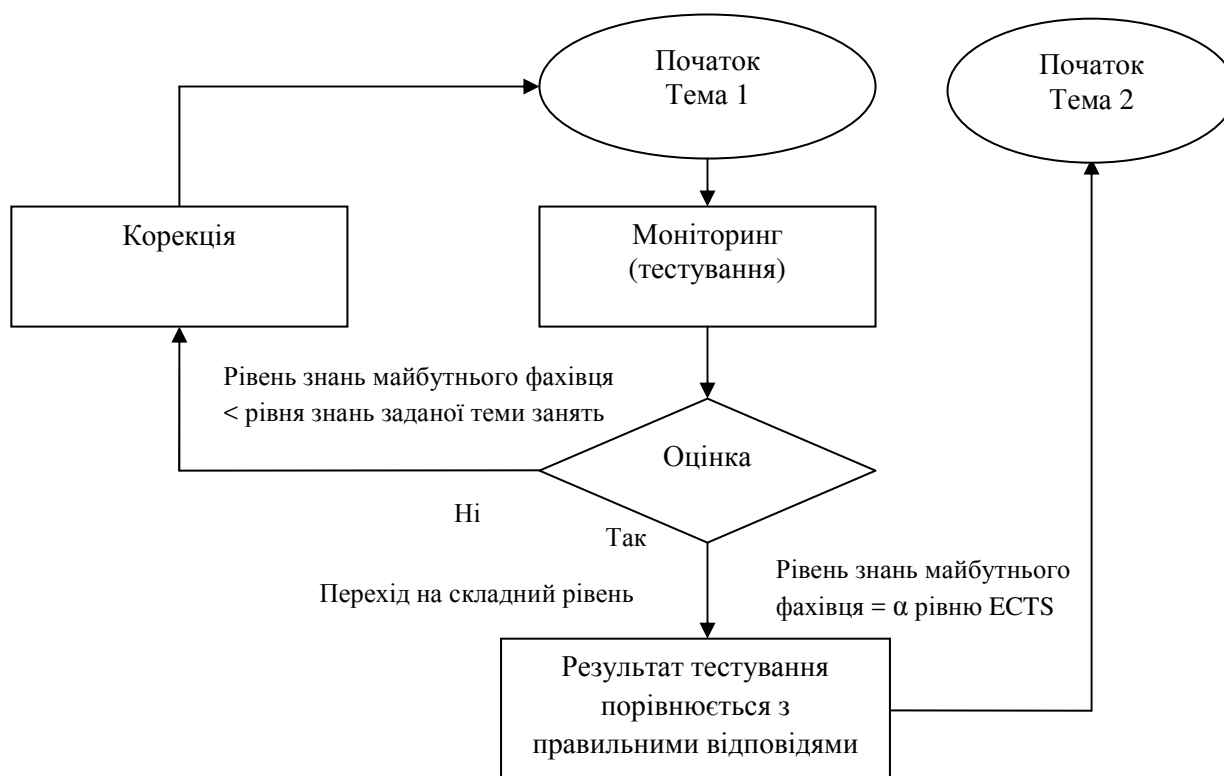 Початок
Тема 1
Початок
Тема 2
Корекція
Моніторинг
(тестування)
Рівень знань майбутнього фахівця
< рівня знань заданої теми занять
Оцінка
Ні
Так
Перехід на складний рівень
Рівень знань майбутнього
фахівця = α рівню ECTS
Результат тестування
порівнюється з
правильними відповідями